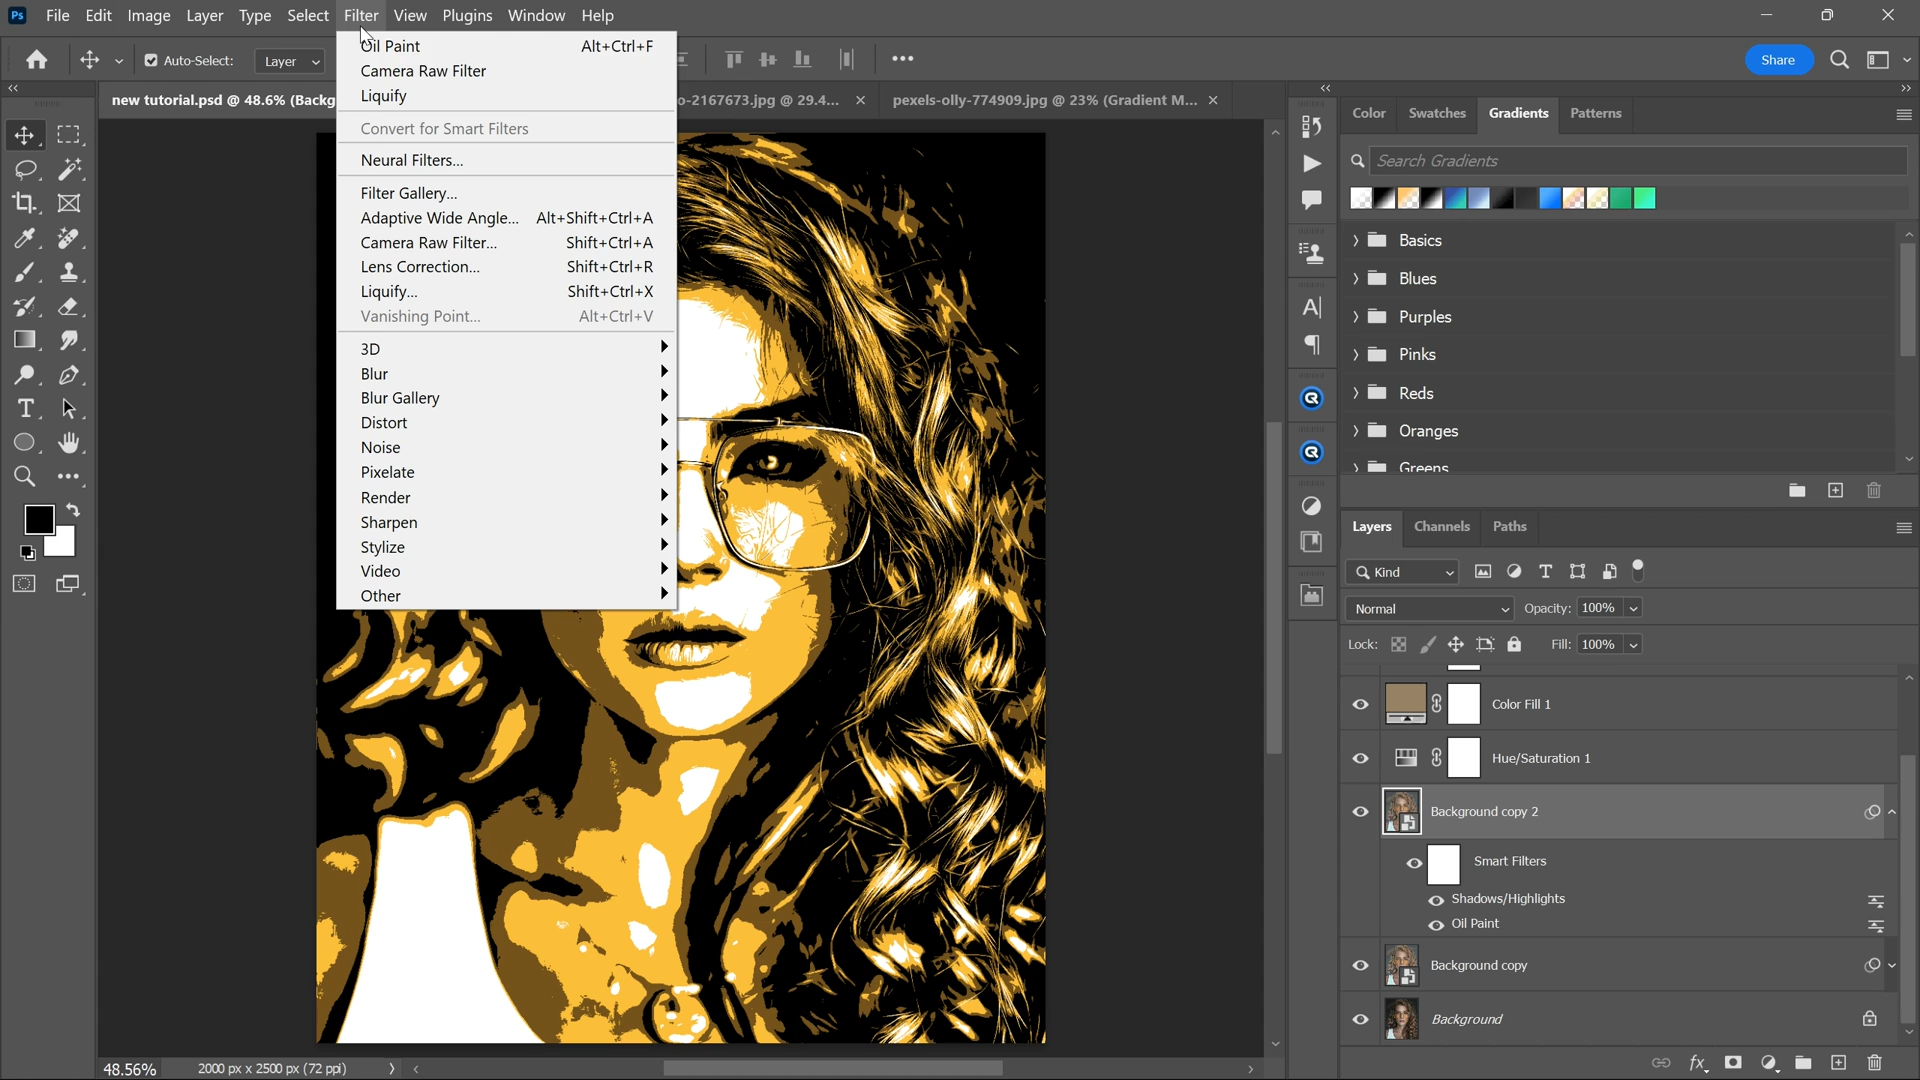 Ps File Edit Image Layer Type Select Filter View Plugins Window Help
Auto-Select: Layer
Share
new tutorial.psd @ 48.6% (Backg
o-2167673.jpg @ 29.4...
pexels-olly-774909.jpg @ 23% (Gradient M...
Oil Paint Alt+Ctrl+F
Camera Raw Filter
Liquify
Convert for Smart Filters
Neural Filters...
Filter Gallery...
Adaptive Wide Angle... Alt+Shift+Ctrl+A
Camera Raw Filter... Shift+Ctrl+A
Lens Correction... Shift+Ctrl+R
Liquify... Shift+Ctrl+X
Vanishing Point... Alt+Ctrl+V
3D
Blur
Blur Gallery
Distort
Noise
Pixelate
Render
Sharpen
Stylize
Video
Other
48.56% 2000 px x 2500 px (72 ppi)
Color Swatches Gradients Patterns
Search Gradients
Basics
Blues
Purples
Pinks
Reds
Oranges
Greens
Layers Channels Paths
Kind
Normal Opacity: 100%
Lock: Fill: 100%
Color Fill 1
Hue/Saturation 1
Background copy 2
Smart Filters
Shadows/Highlights
Oil Paint
Background copy
Background